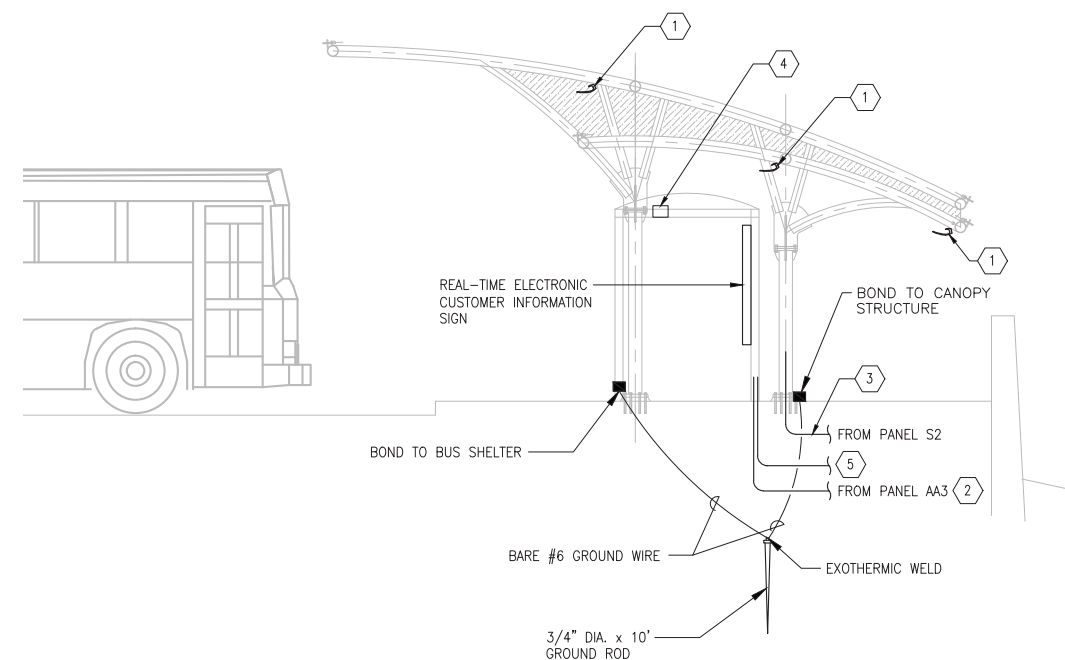 1
4
1
1
REAL-TIME ELECTRONIC
CUSTOMER INFORMATION
SIGN
BOND TO CANOPY
STRUCTURE
3
FROM PANEL S2
BOND TO BUS SHELTER
5
FROM PANEL AA3 2
BARE #6 GROUND WIRE
EXOTHERMIC WELD
3/4" DIA. x 10'
GROUND ROD